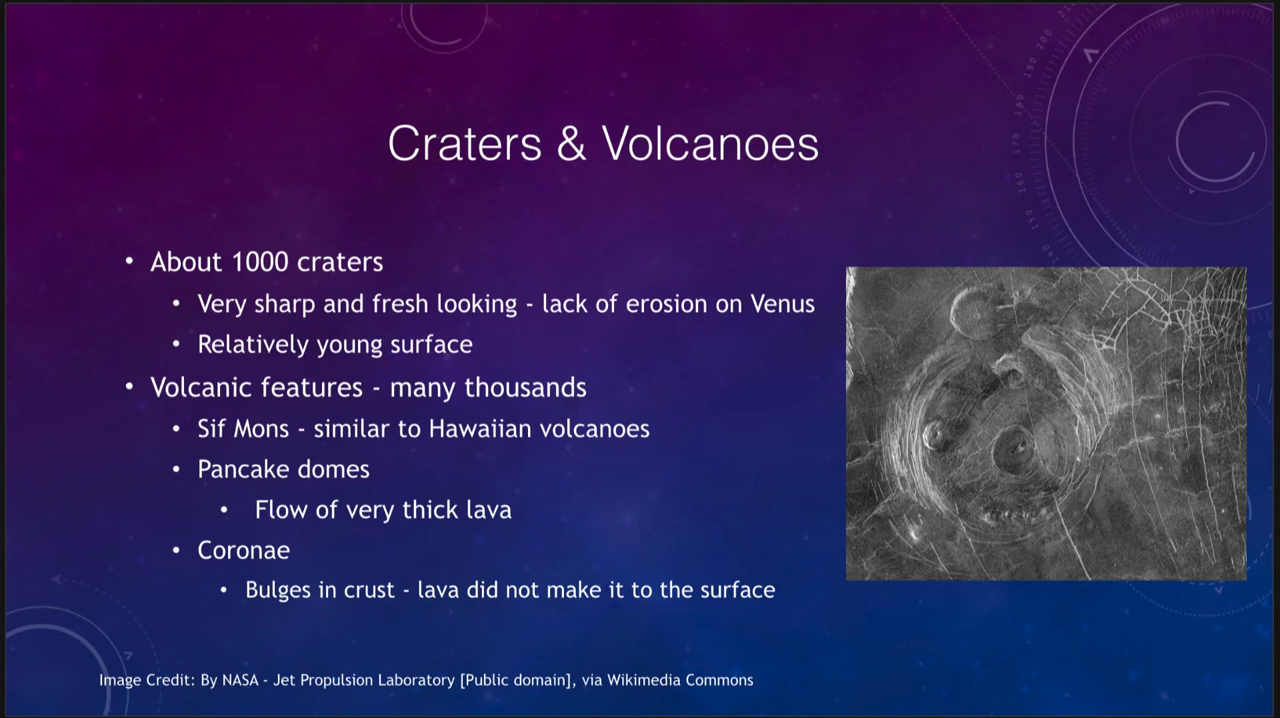 Craters & Volcanoes
• About 1000 craters
• Very sharp and fresh looking - lack of erosion on Venus
• Relatively young surface
• Volcanic features - many thousands
• Sif Mons - similar to Hawaiian volcanoes
• Pancake domes
• Flow of very thick lava
• Coronae
• Bulges in crust - lava did not make it to the surface
Image Credit: By NASA - Jet Propulsion Laboratory [Public domain], via Wikimedia Commons